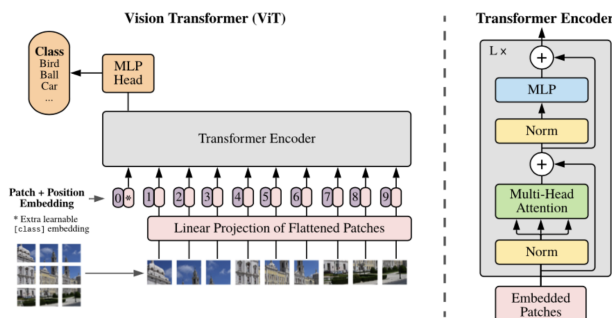 Vision Transformer (ViT)
Class
Bird
Ball
Car
...
MLP
Head
Transformer Encoder
Patch + Position
Embedding
0 * 1 2 3 4 5 6 7 8 9
* Extra learnable
[class] embedding
Linear Projection of Flattened Patches
Transformer Encoder
L x
+
MLP
Norm
+
Multi-Head
Attention
Norm
Embedded
Patches